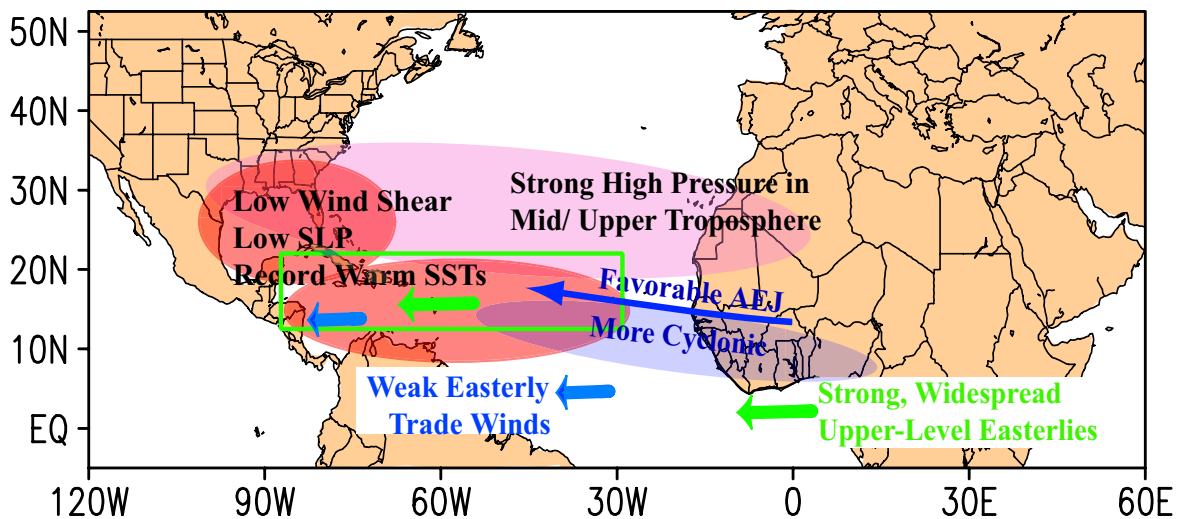 50N
40N
30N
20N
10N
EQ
Low Wind Shear
Low SLP
Record Warm SSTs
Strong High Pressure in
Mid/ Upper Troposphere
Favorable AEJ
More Cyclonic
Weak Easterly
Trade Winds
Strong, Widespread
Upper-Level Easterlies
120W 90W 60W 30W 0 30E 60E